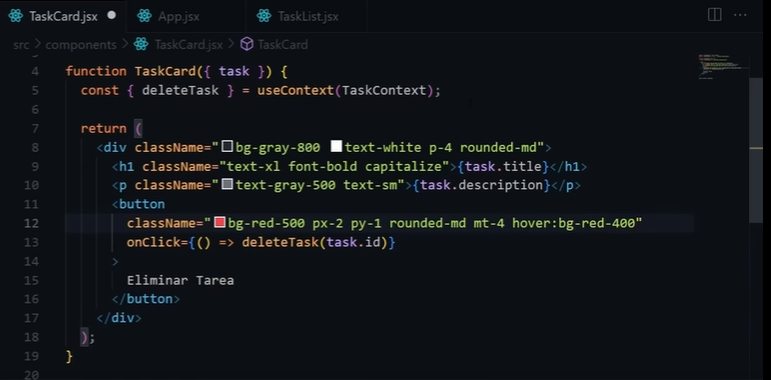 TaskCard.jsx
App.jsx
TaskList.jsx
src > components > TaskCard.jsx > TaskCard
4 function TaskCard({ task }) {
5 const { deleteTask } = useContext(TaskContext);
6
7 return (
8 <div className="bg-gray-800 text-white p-4 rounded-md">
9 <h1 className="text-xl font-bold capitalize">{task.title}</h1>
10 <p className="text-gray-500 text-sm">{task.description}</p>
11 <button
12 className="bg-red-500 px-2 py-1 rounded-md mt-4 hover:bg-red-400"
13 onClick={() => deleteTask(task.id)}
14 >
15 Eliminar Tarea
16 </button>
17 </div>
18 );
19 }
20